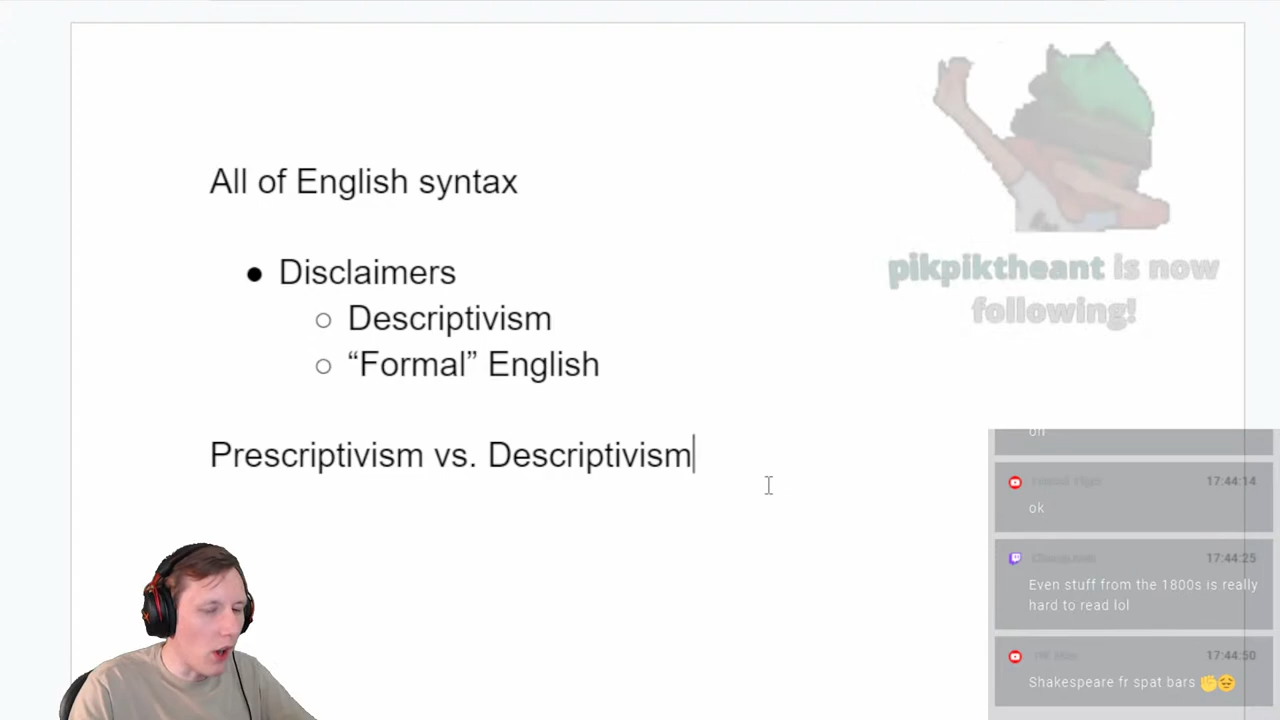 All of English syntax
● Disclaimers
○ Descriptivism
○ “Formal” English
Prescriptivism vs. Descriptivism
pikpiktheant is now
following!
17:44:14
ok
17:44:25
Even stuff from the 1800s is really
hard to read lol
17:44:50
Shakespeare fr spat bars ✊😔